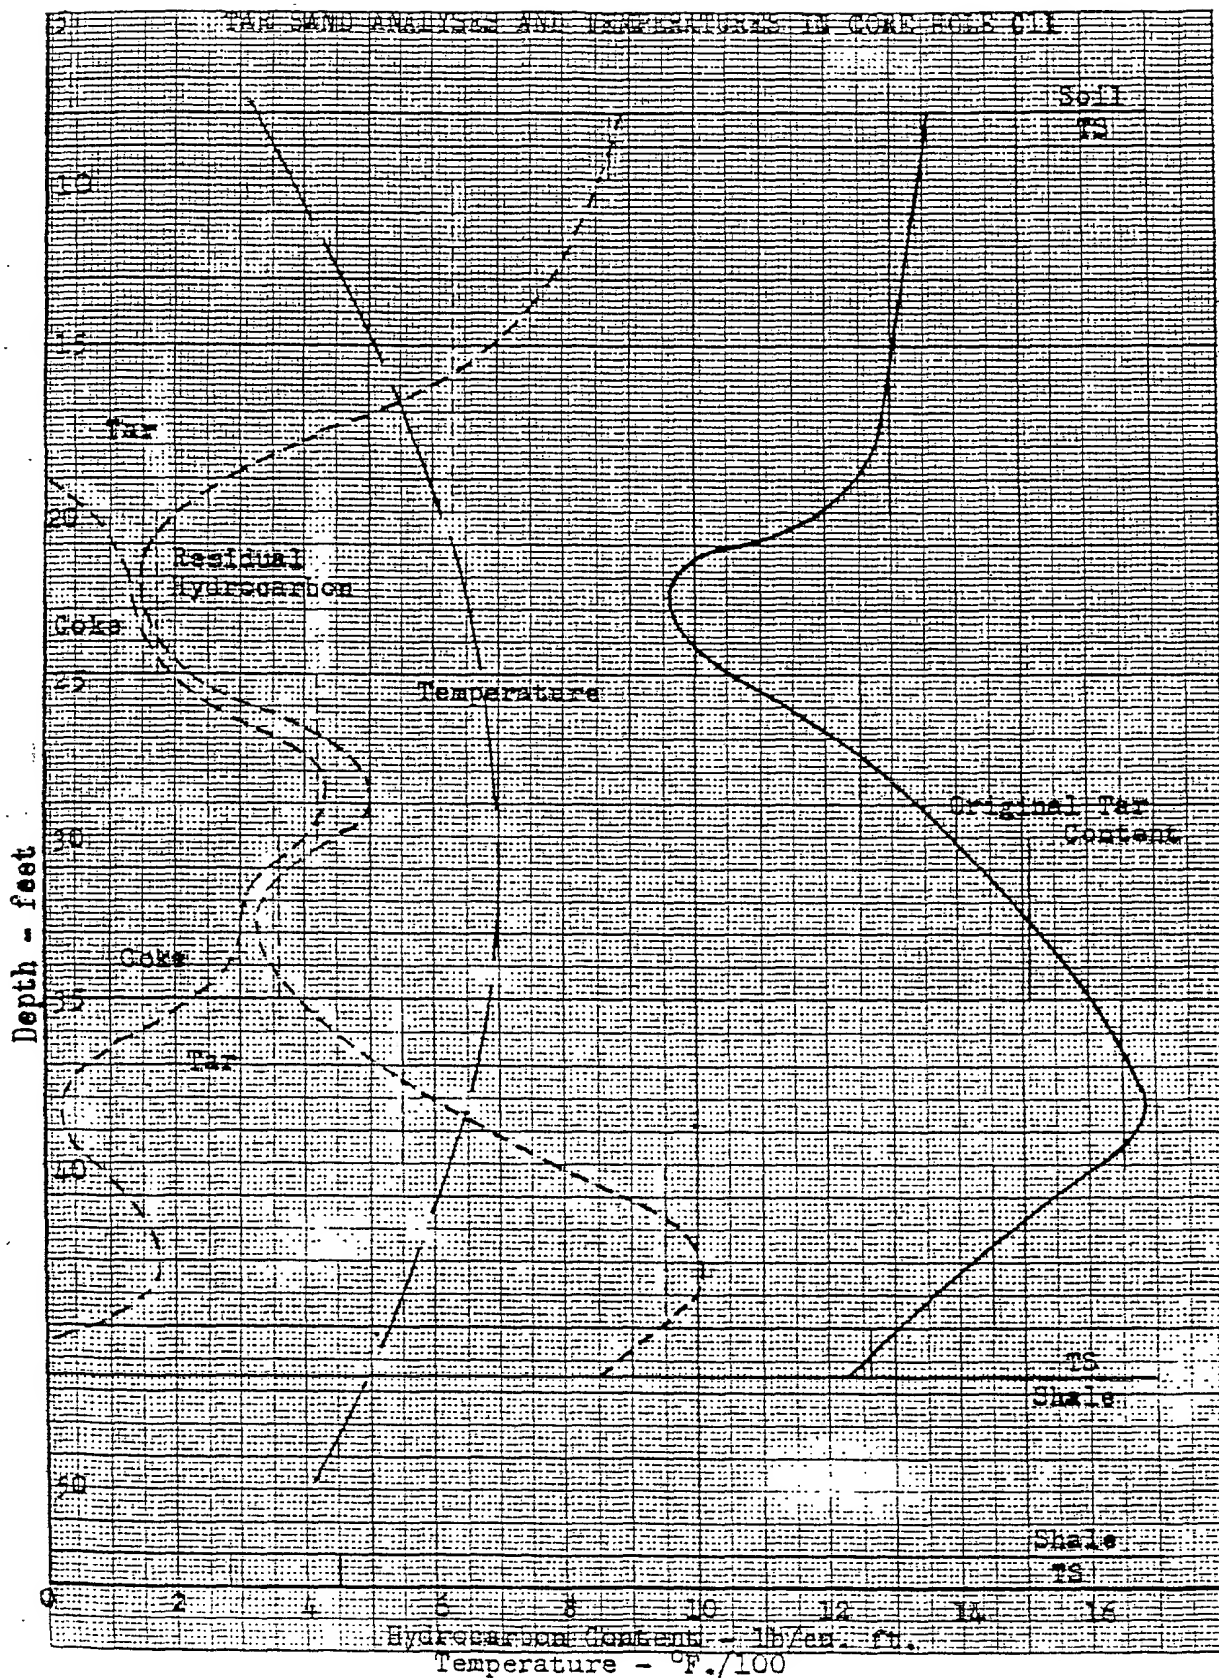 TAR SAND ANALYSES AND TEMPERATURES IN CORE HOLE C11
5
Soil
TS
10
15
Tar
20
Residual
Hydrocarbon
Coke
25
Temperature
Original Tar
Content
30
Depth - feet
Coke
35
Tar
40
TS
Shale
50
Shale
TS
0 2 4 6 8 10 12 14 16
Hydrocarbon Content - lb/cu. ft.
Temperature - °F./100